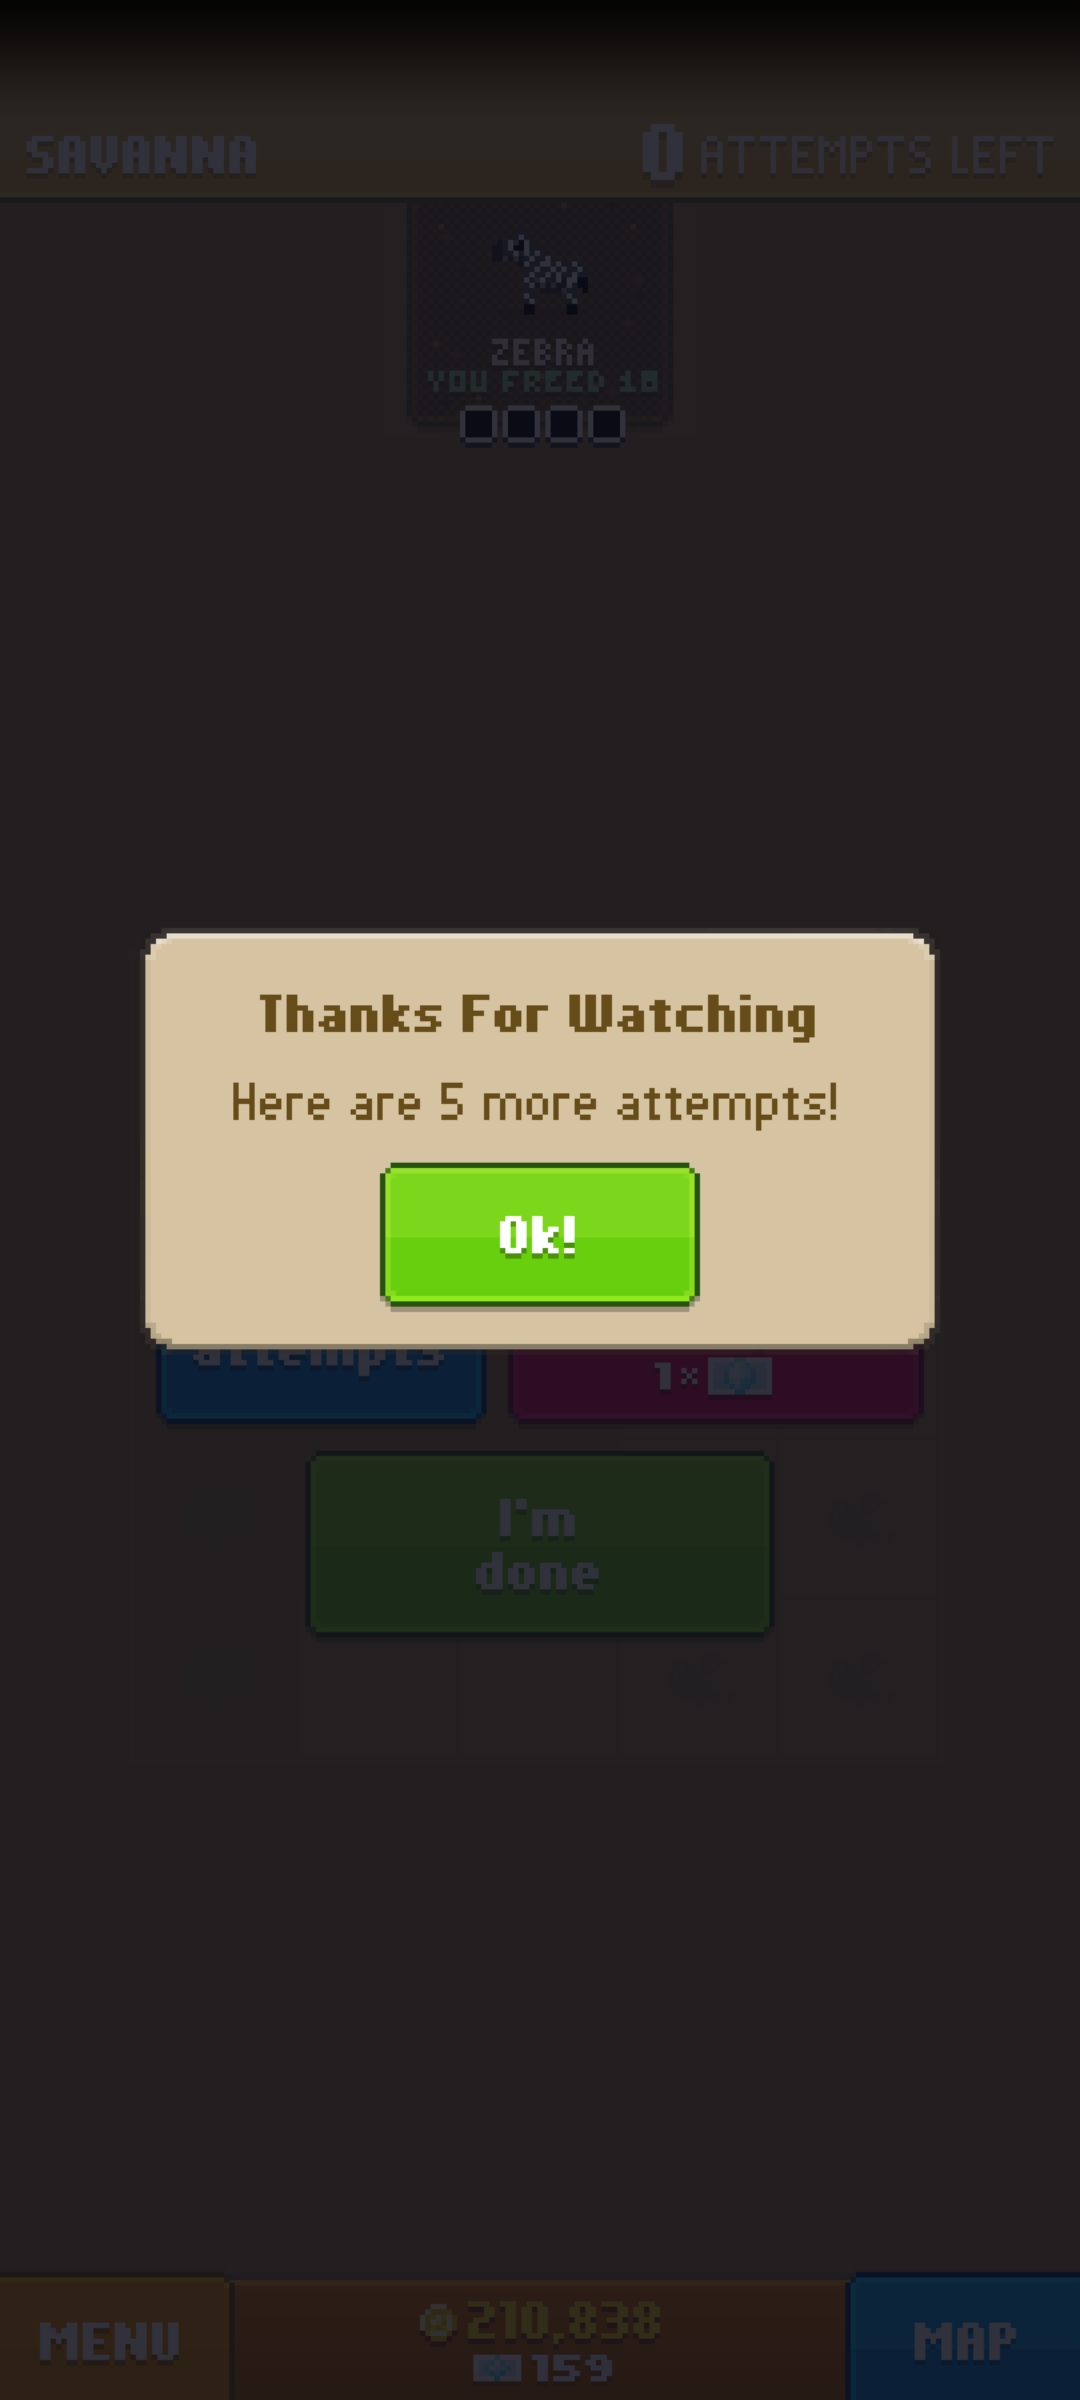 SAVANNA
0 ATTEMPTS LEFT
ZEBRA
YOU FREED 10
Thanks For Watching
Here are 5 more attempts!
Ok!
attempts
1×
I'm
done
MENU
210,838
159
MAP